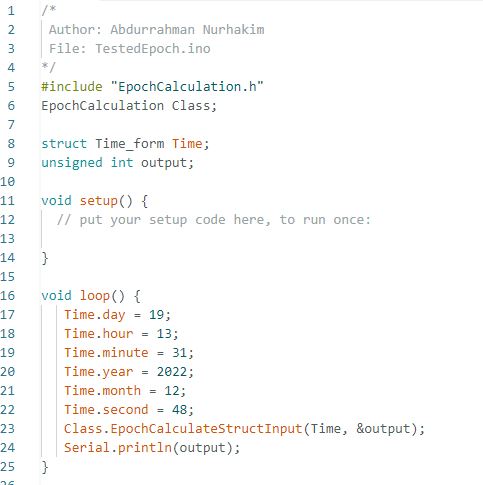 1 /*
2 Author: Abdurrahman Nurhakim
3 File: TestedEpoch.ino
4 */
5 #include "EpochCalculation.h"
6 EpochCalculation Class;
7
8 struct Time_form Time;
9 unsigned int output;
10
11 void setup() {
12 // put your setup code here, to run once:
13
14 }
15
16 void loop() {
17 Time.day = 19;
18 Time.hour = 13;
19 Time.minute = 31;
20 Time.year = 2022;
21 Time.month = 12;
22 Time.second = 48;
23 Class.EpochCalculateStructInput(Time, &output);
24 Serial.println(output);
25 }